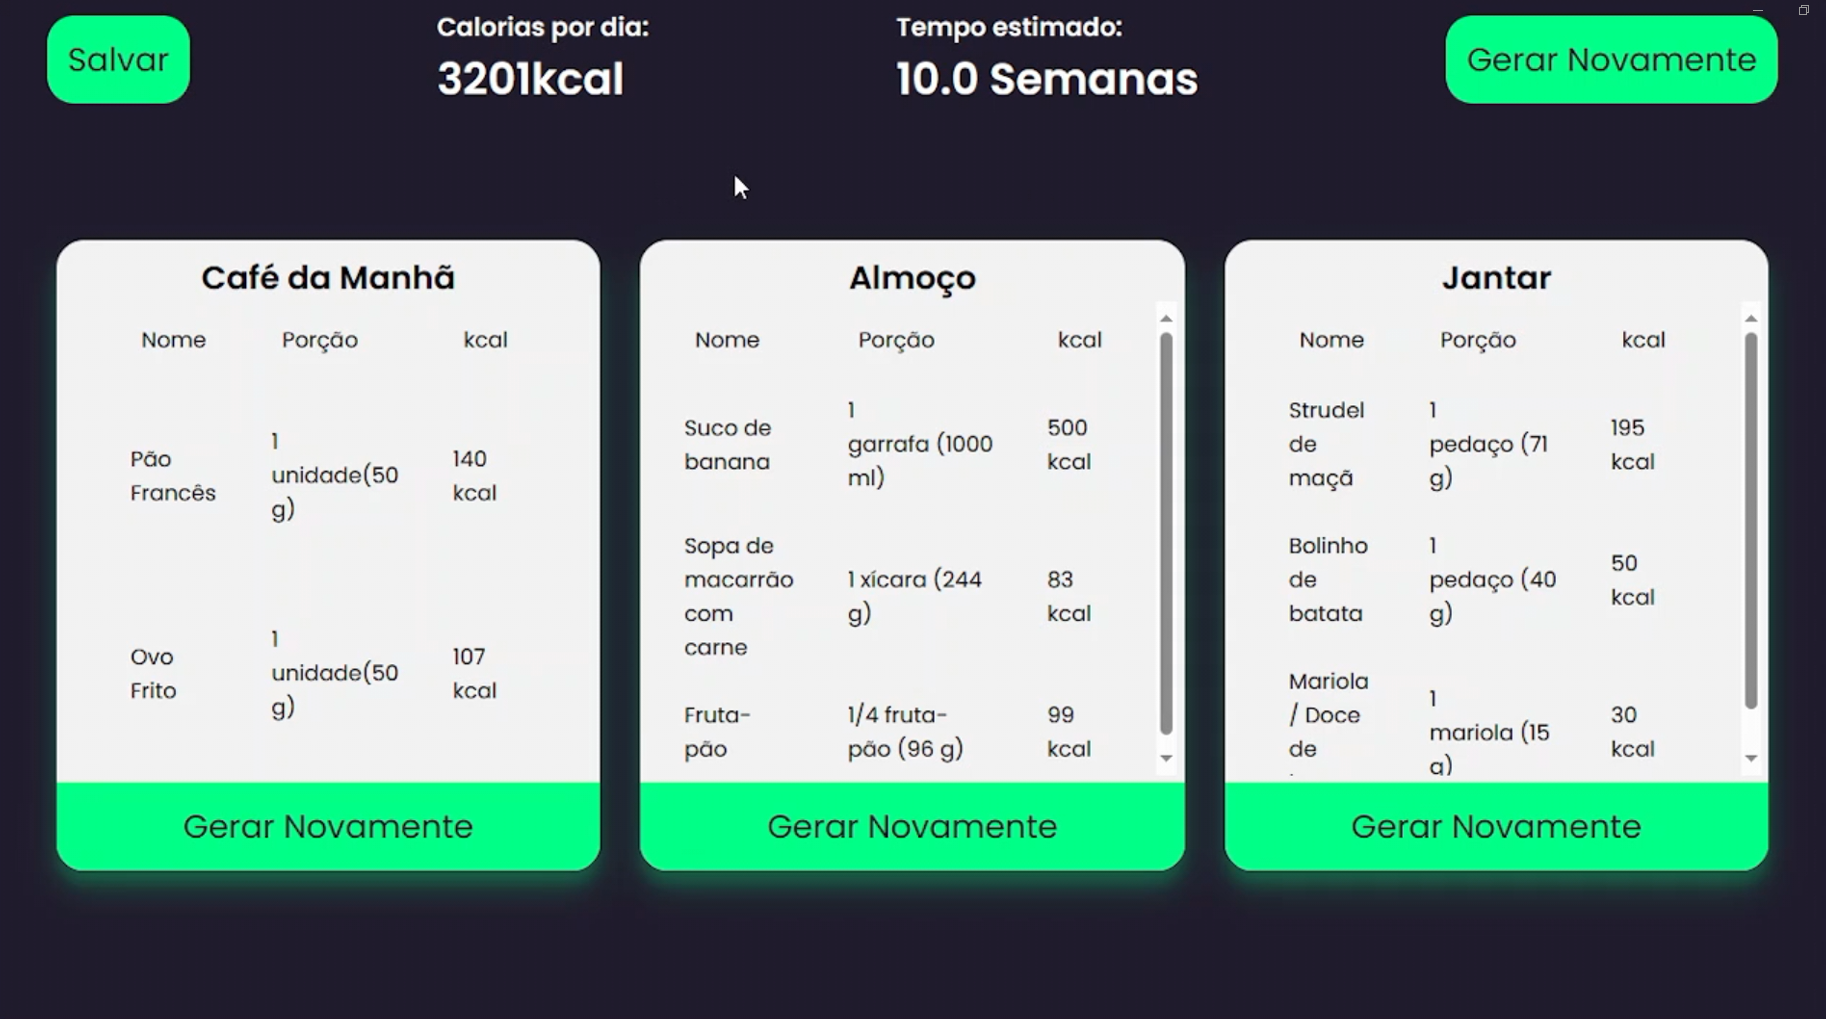 Salvar
Calorias por dia:
3201kcal
Tempo estimado:
10.0 Semanas
Gerar Novamente
Café da Manhã
Nome Porção kcal
Pão
Francês
1
unidade(50
g)
140
kcal
Ovo
Frito
1
unidade(50
g)
107
kcal
Gerar Novamente
Almoço
Nome Porção kcal
Suco de
banana
1
garrafa (1000
ml)
500
kcal
Sopa de
macarrão
com
carne
1 xícara (244
g)
83
kcal
Fruta-
pão
1/4 fruta-
pão (96 g)
99
kcal
Gerar Novamente
Jantar
Nome Porção kcal
Strudel
de
maçã
1
pedaço (71
g)
195
kcal
Bolinho
de
batata
1
pedaço (40
g)
50
kcal
Mariola
/ Doce
de
1
mariola (15
g)
30
kcal
Gerar Novamente